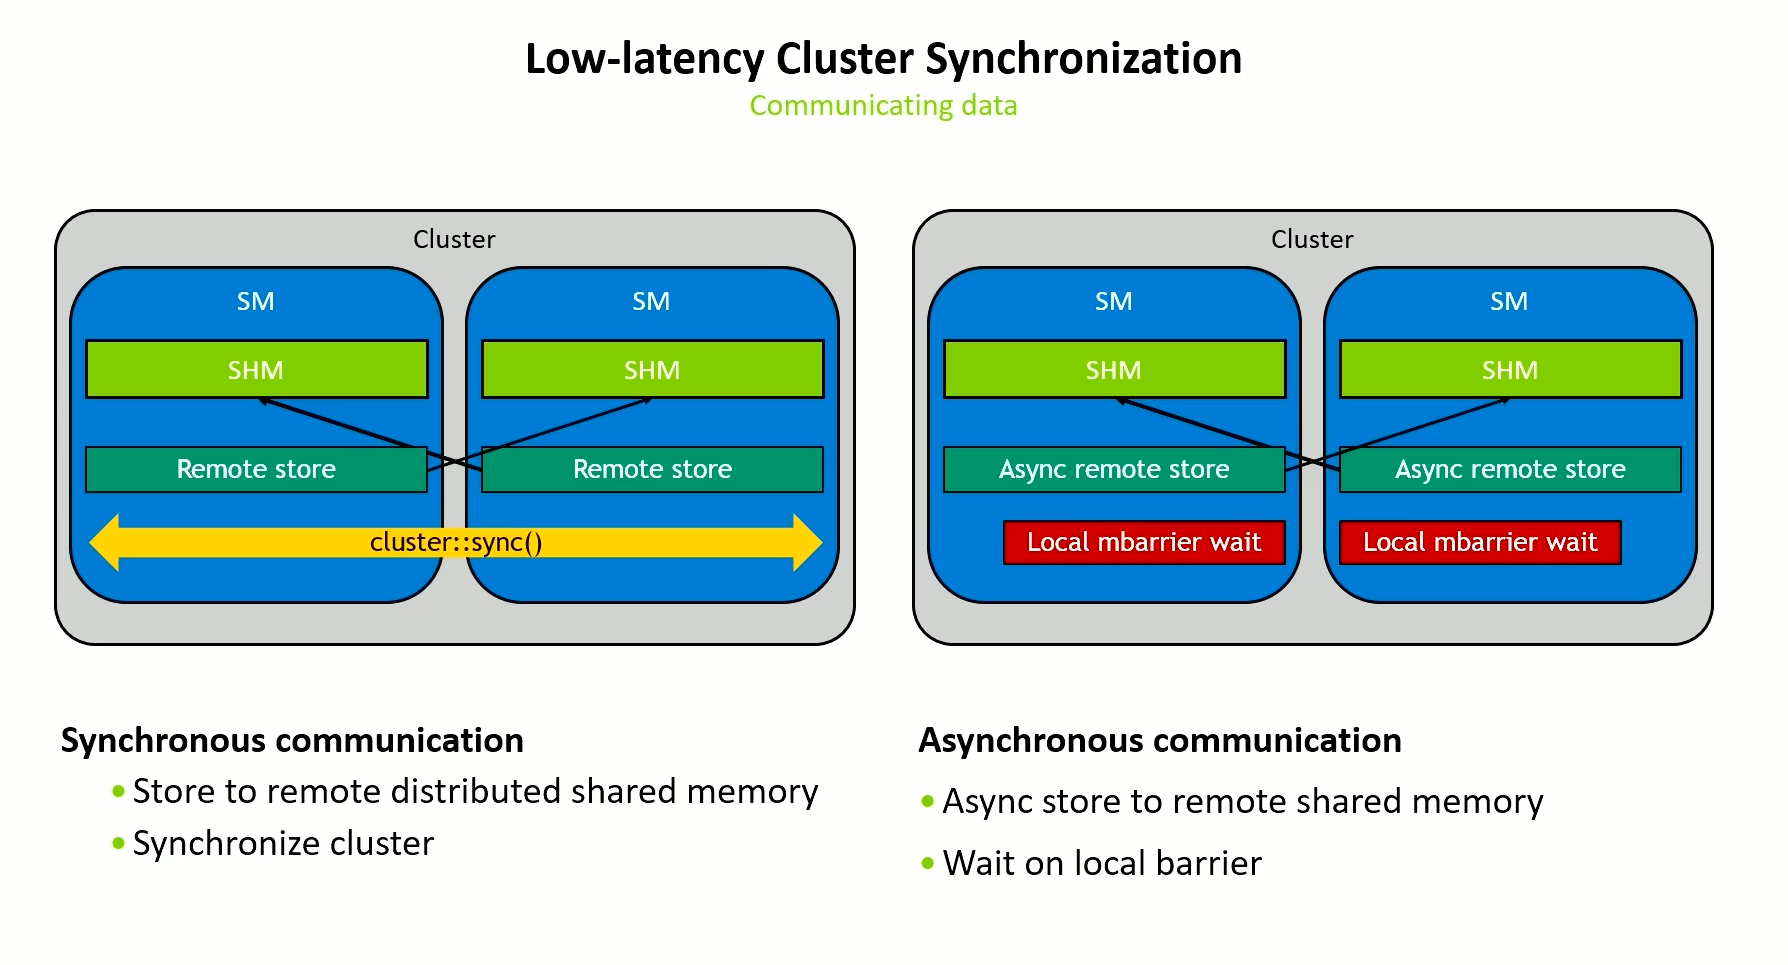 Low-latency Cluster Synchronization
Communicating data
Cluster
SM
SM
SHM
SHM
Remote store
Remote store
cluster::sync()
Cluster
SM
SM
SHM
SHM
Async remote store
Async remote store
Local mbarrier wait
Local mbarrier wait
Synchronous communication
• Store to remote distributed shared memory
• Synchronize cluster
Asynchronous communication
• Async store to remote shared memory
• Wait on local barrier